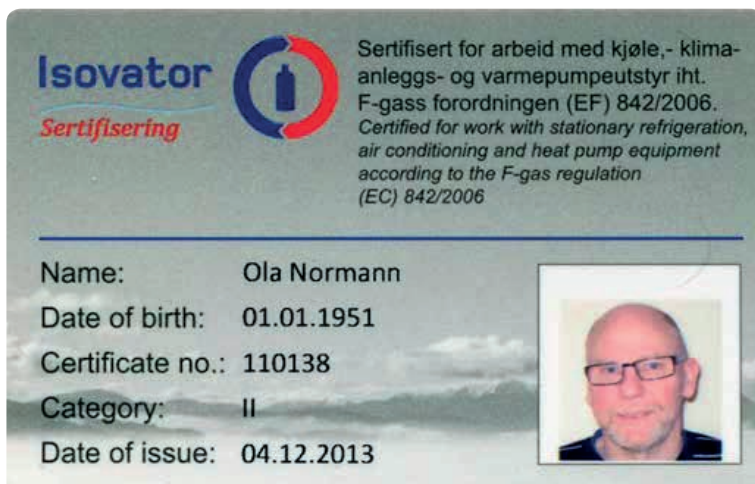 Isovator
Sertifisering
Sertifisert for arbeid med kjøle,- klima-
anleggs- og varmepumpeutstyr iht.
F-gass forordningen (EF) 842/2006.
Certified for work with stationary refrigeration,
air conditioning and heat pump equipment
according to the F-gas regulation
(EC) 842/2006
Name: Ola Normann
Date of birth: 01.01.1951
Certificate no.: 110138
Category: II
Date of issue: 04.12.2013